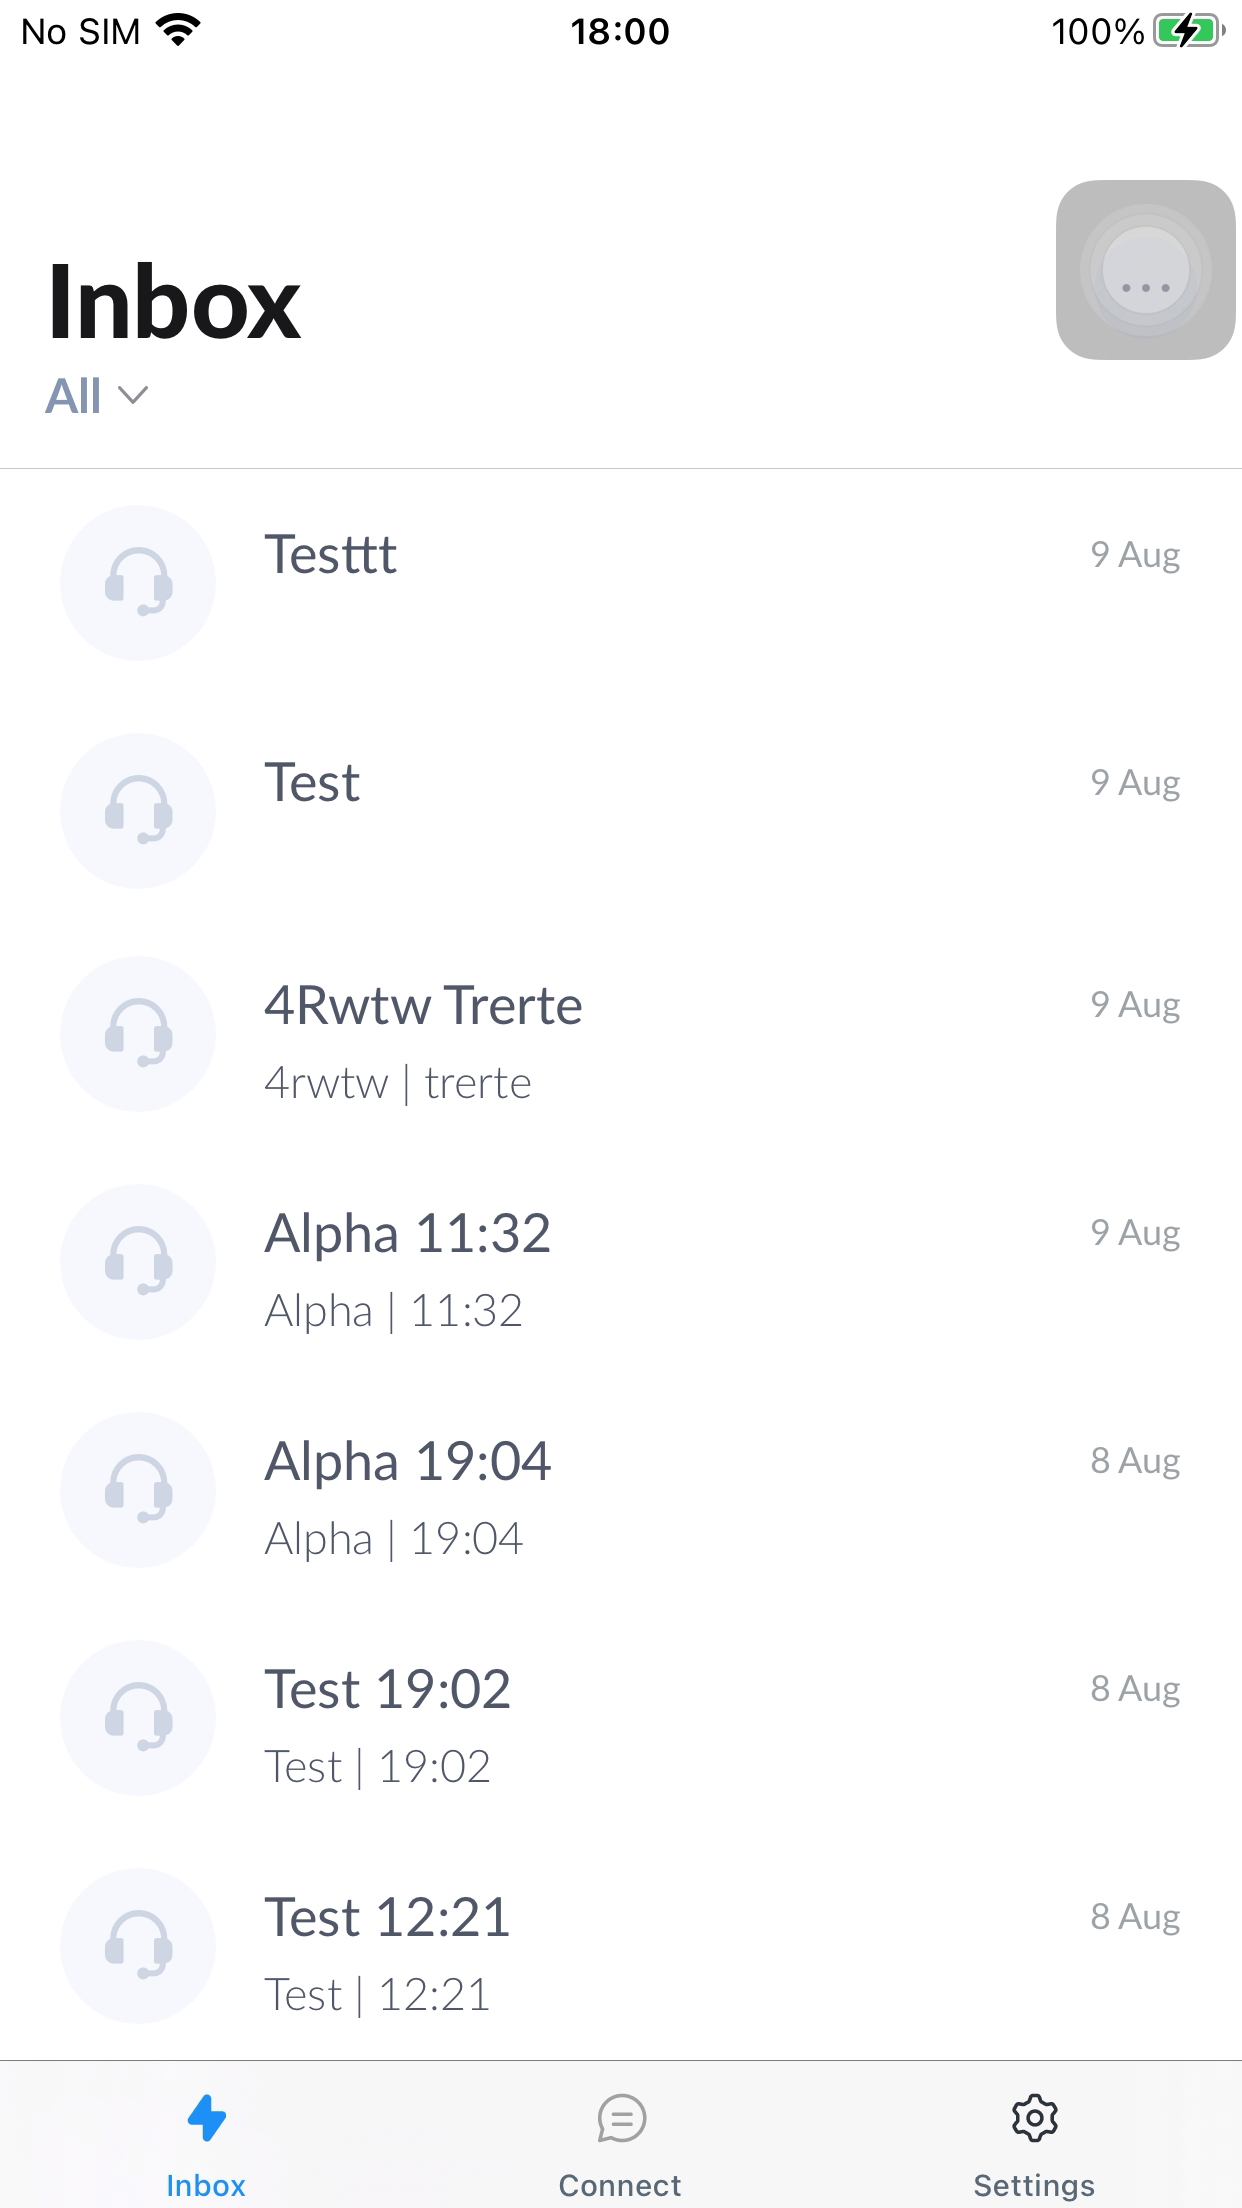 No SIM 18:00 100%
Inbox
All
Testtt 9 Aug
Test 9 Aug
4Rwtw Trerte 9 Aug
4rwtw | trerte
Alpha 11:32 9 Aug
Alpha | 11:32
Alpha 19:04 8 Aug
Alpha | 19:04
Test 19:02 8 Aug
Test | 19:02
Test 12:21 8 Aug
Test | 12:21
Inbox Connect Settings